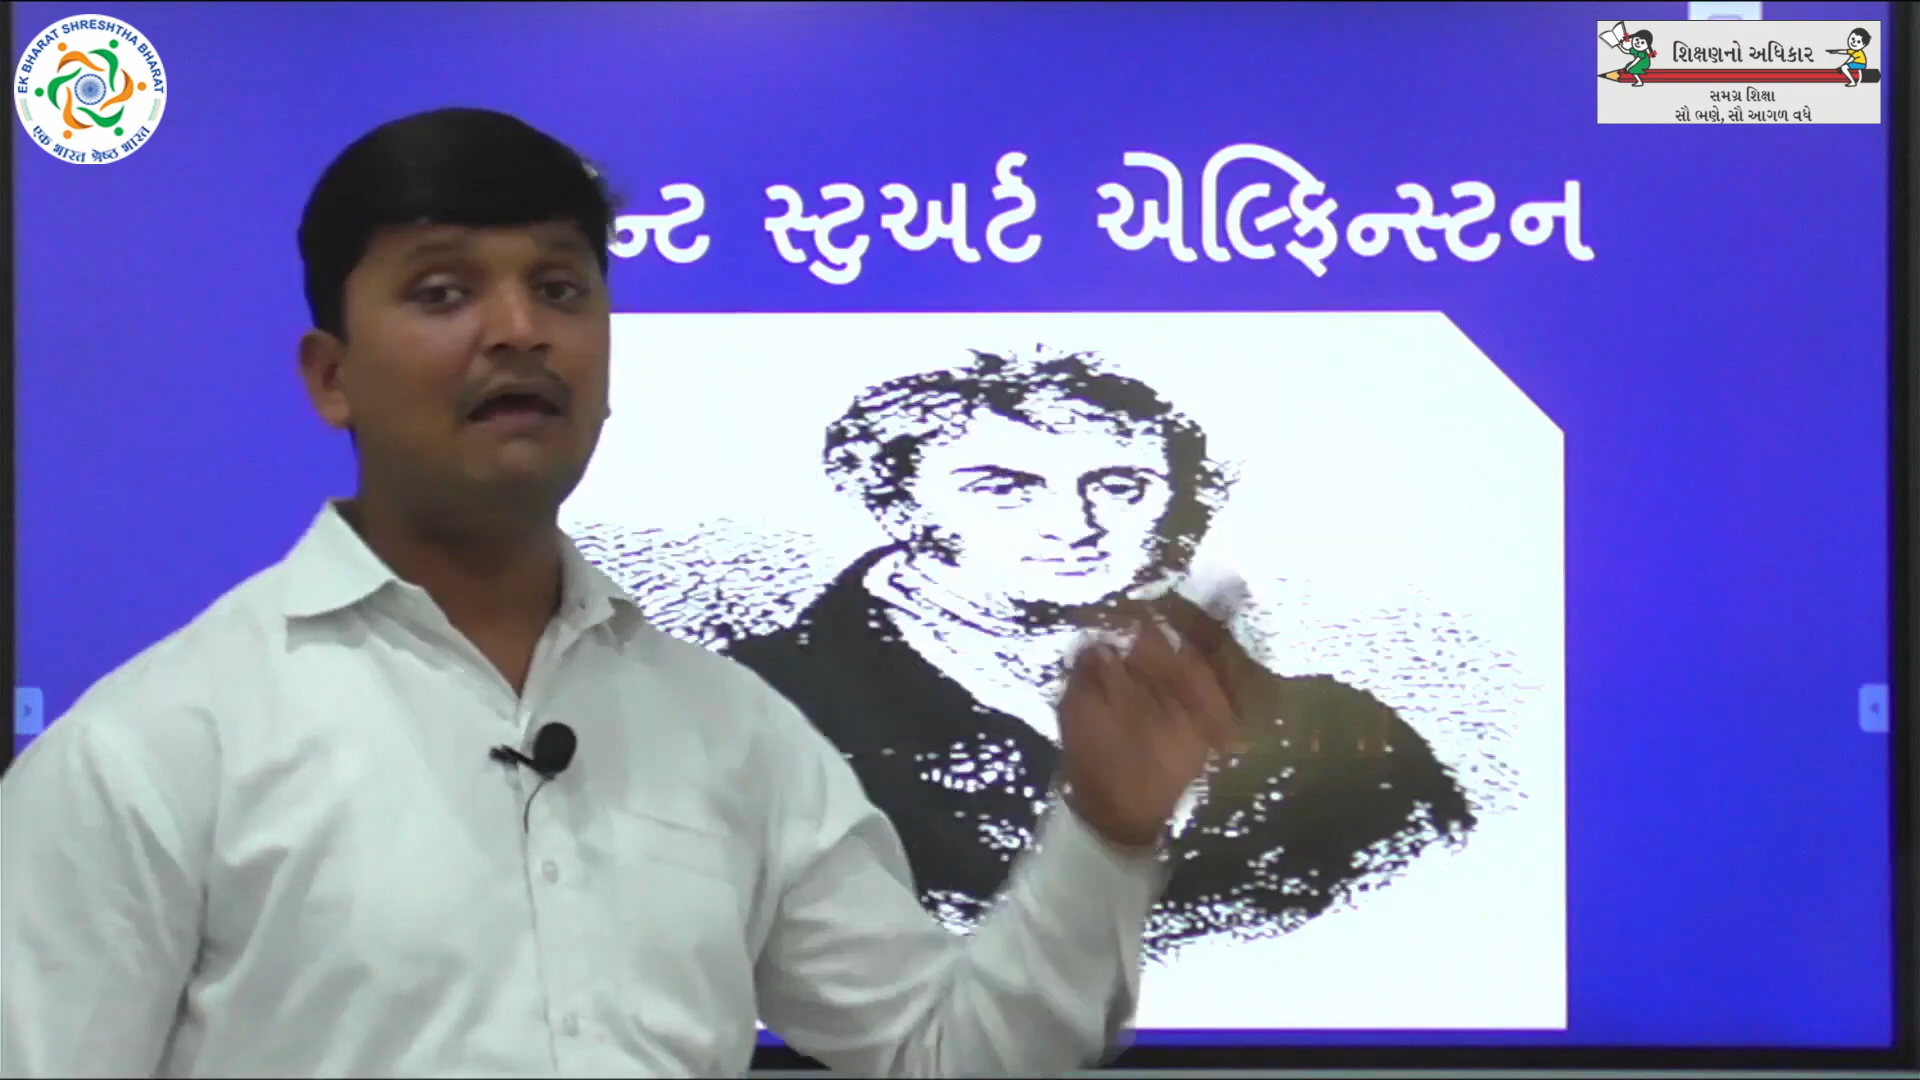 EK BHARAT SHRESHTHA BHARAT
एक भारत श्रेष्ठ भारत
શિક્ષણનો અધિકાર
સમગ્ર શિક્ષા
સૌ ભણે, સૌ આગળ વધે
સ્ટુઅર્ટ એલ્ફિન્સ્ટન